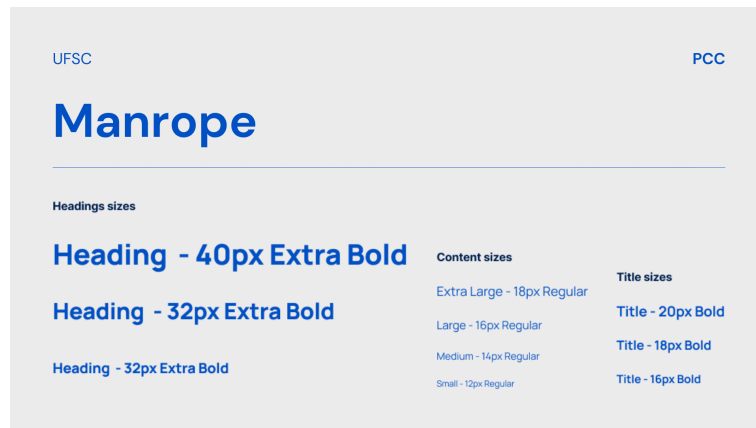 UFSC
PCC
Manrope
Headings sizes
Heading - 40px Extra Bold
Heading - 32px Extra Bold
Heading - 32px Extra Bold
Content sizes
Extra Large - 18px Regular
Large - 16px Regular
Medium - 14px Regular
Small - 12px Regular
Title sizes
Title - 20px Bold
Title - 18px Bold
Title - 16px Bold